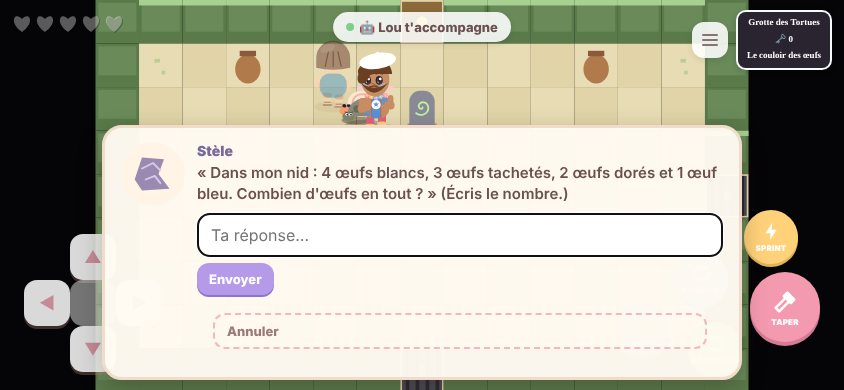 Lou t'accompagne
Grotte des Tortues
0
Le couloir des œufs
Stèle
« Dans mon nid : 4 œufs blancs, 3 œufs tachetés, 2 œufs dorés et 1 œuf
bleu. Combien d'œufs en tout ? » (Écris le nombre.)
Ta réponse...
Envoyer
Annuler
SPRINT
TAPER